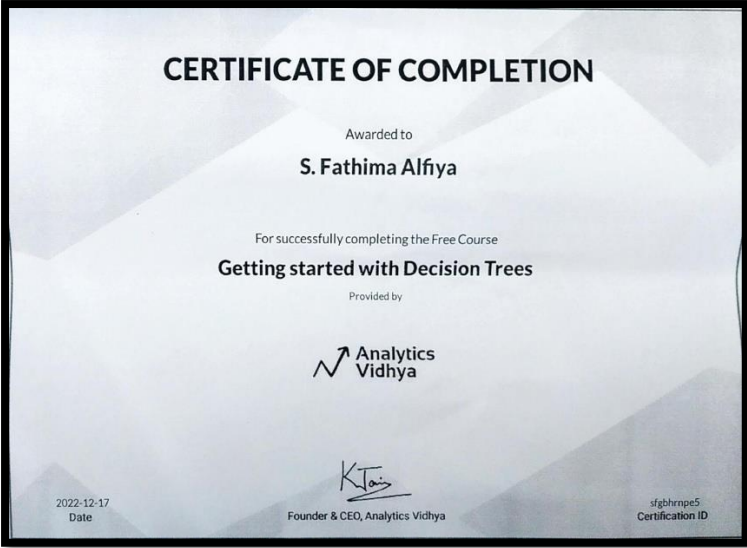 CERTIFICATE OF COMPLETION
Awarded to
S. Fathima Alfiya
For successfully completing the Free Course
Getting started with Decision Trees
Provided by
Analytics
Vidhya
KJain
Founder & CEO, Analytics Vidhya
2022-12-17
Date
sfgbhrnpe5
Certification ID